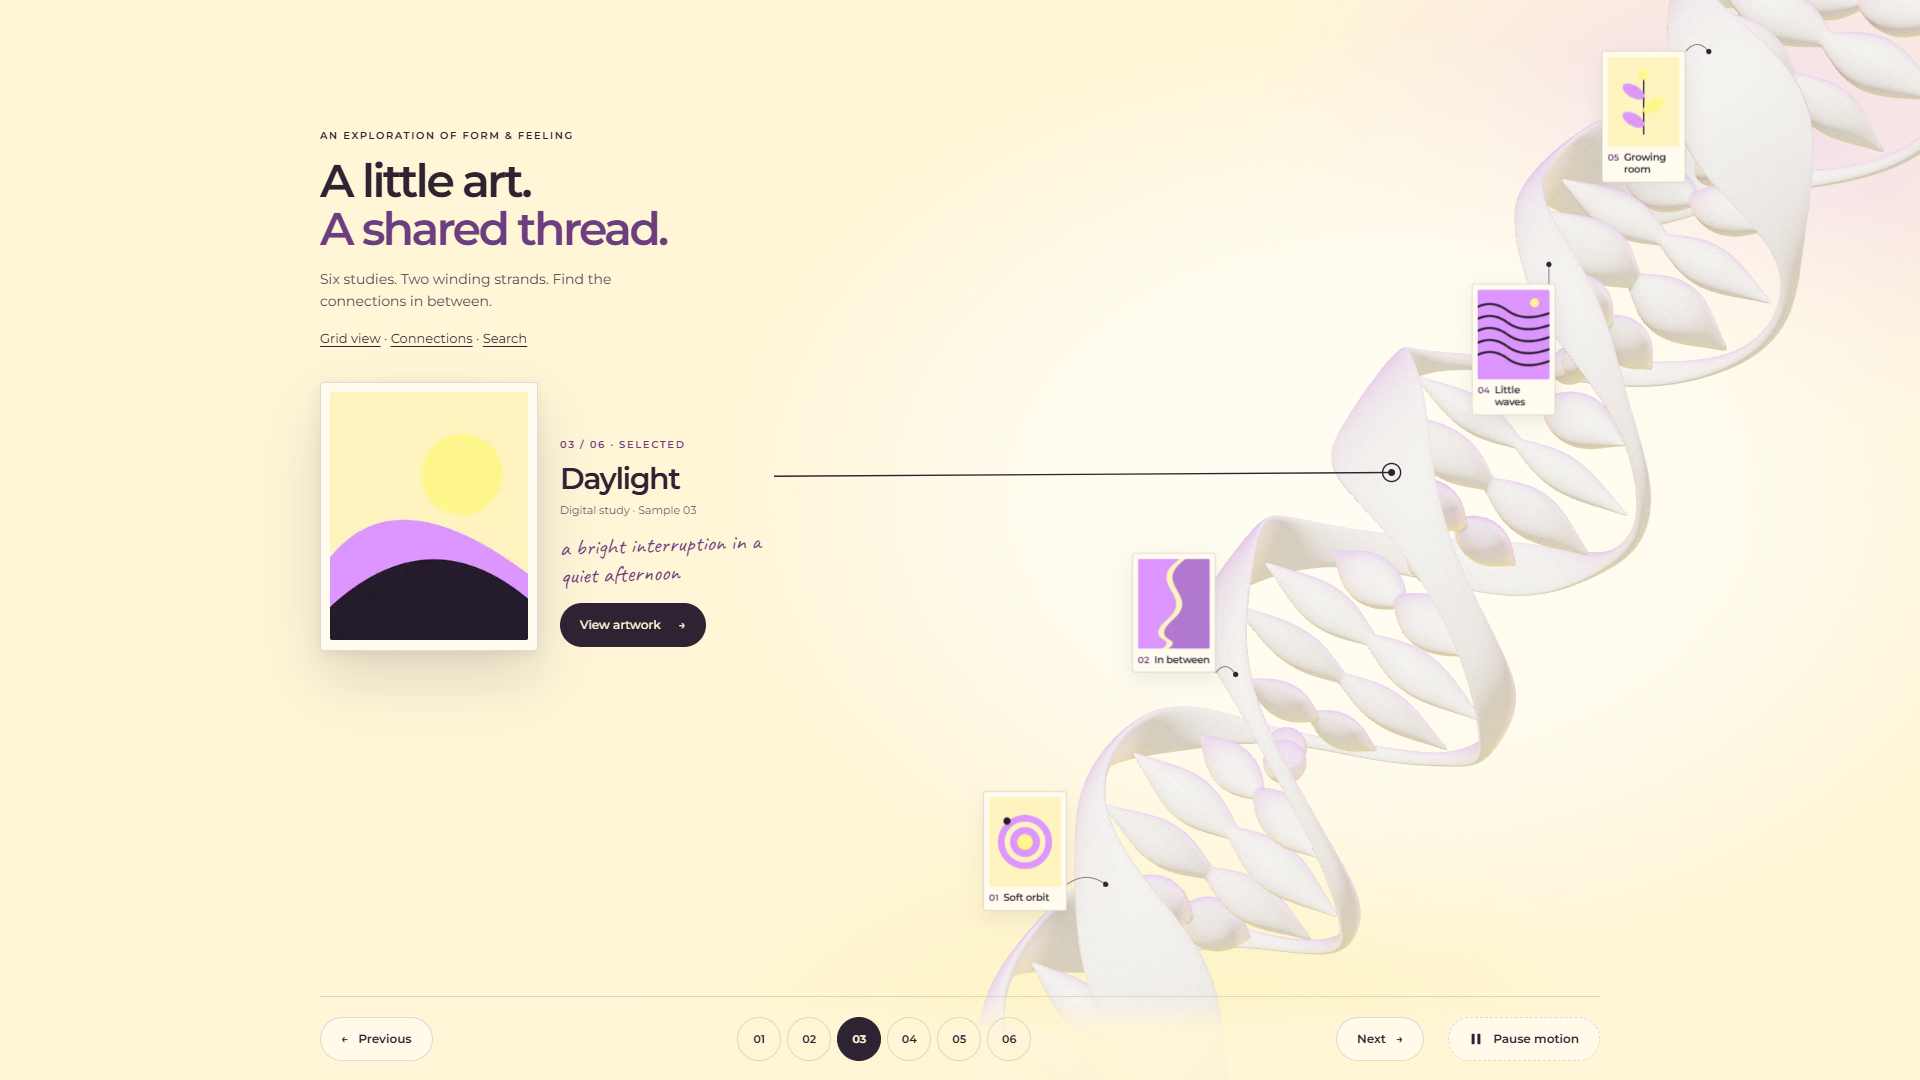 AN EXPLORATION OF FORM & FEELING
A little art.
A shared thread.
Six studies. Two winding strands. Find the
connections in between.
Grid view · Connections · Search
03 / 06 · SELECTED
Daylight
Digital study · Sample 03
a bright interruption in a
quiet afternoon
View artwork →
05 Growing
room
04 Little
waves
02 In between
01 Soft orbit
← Previous
01 02 03 04 05 06
Next →
Pause motion